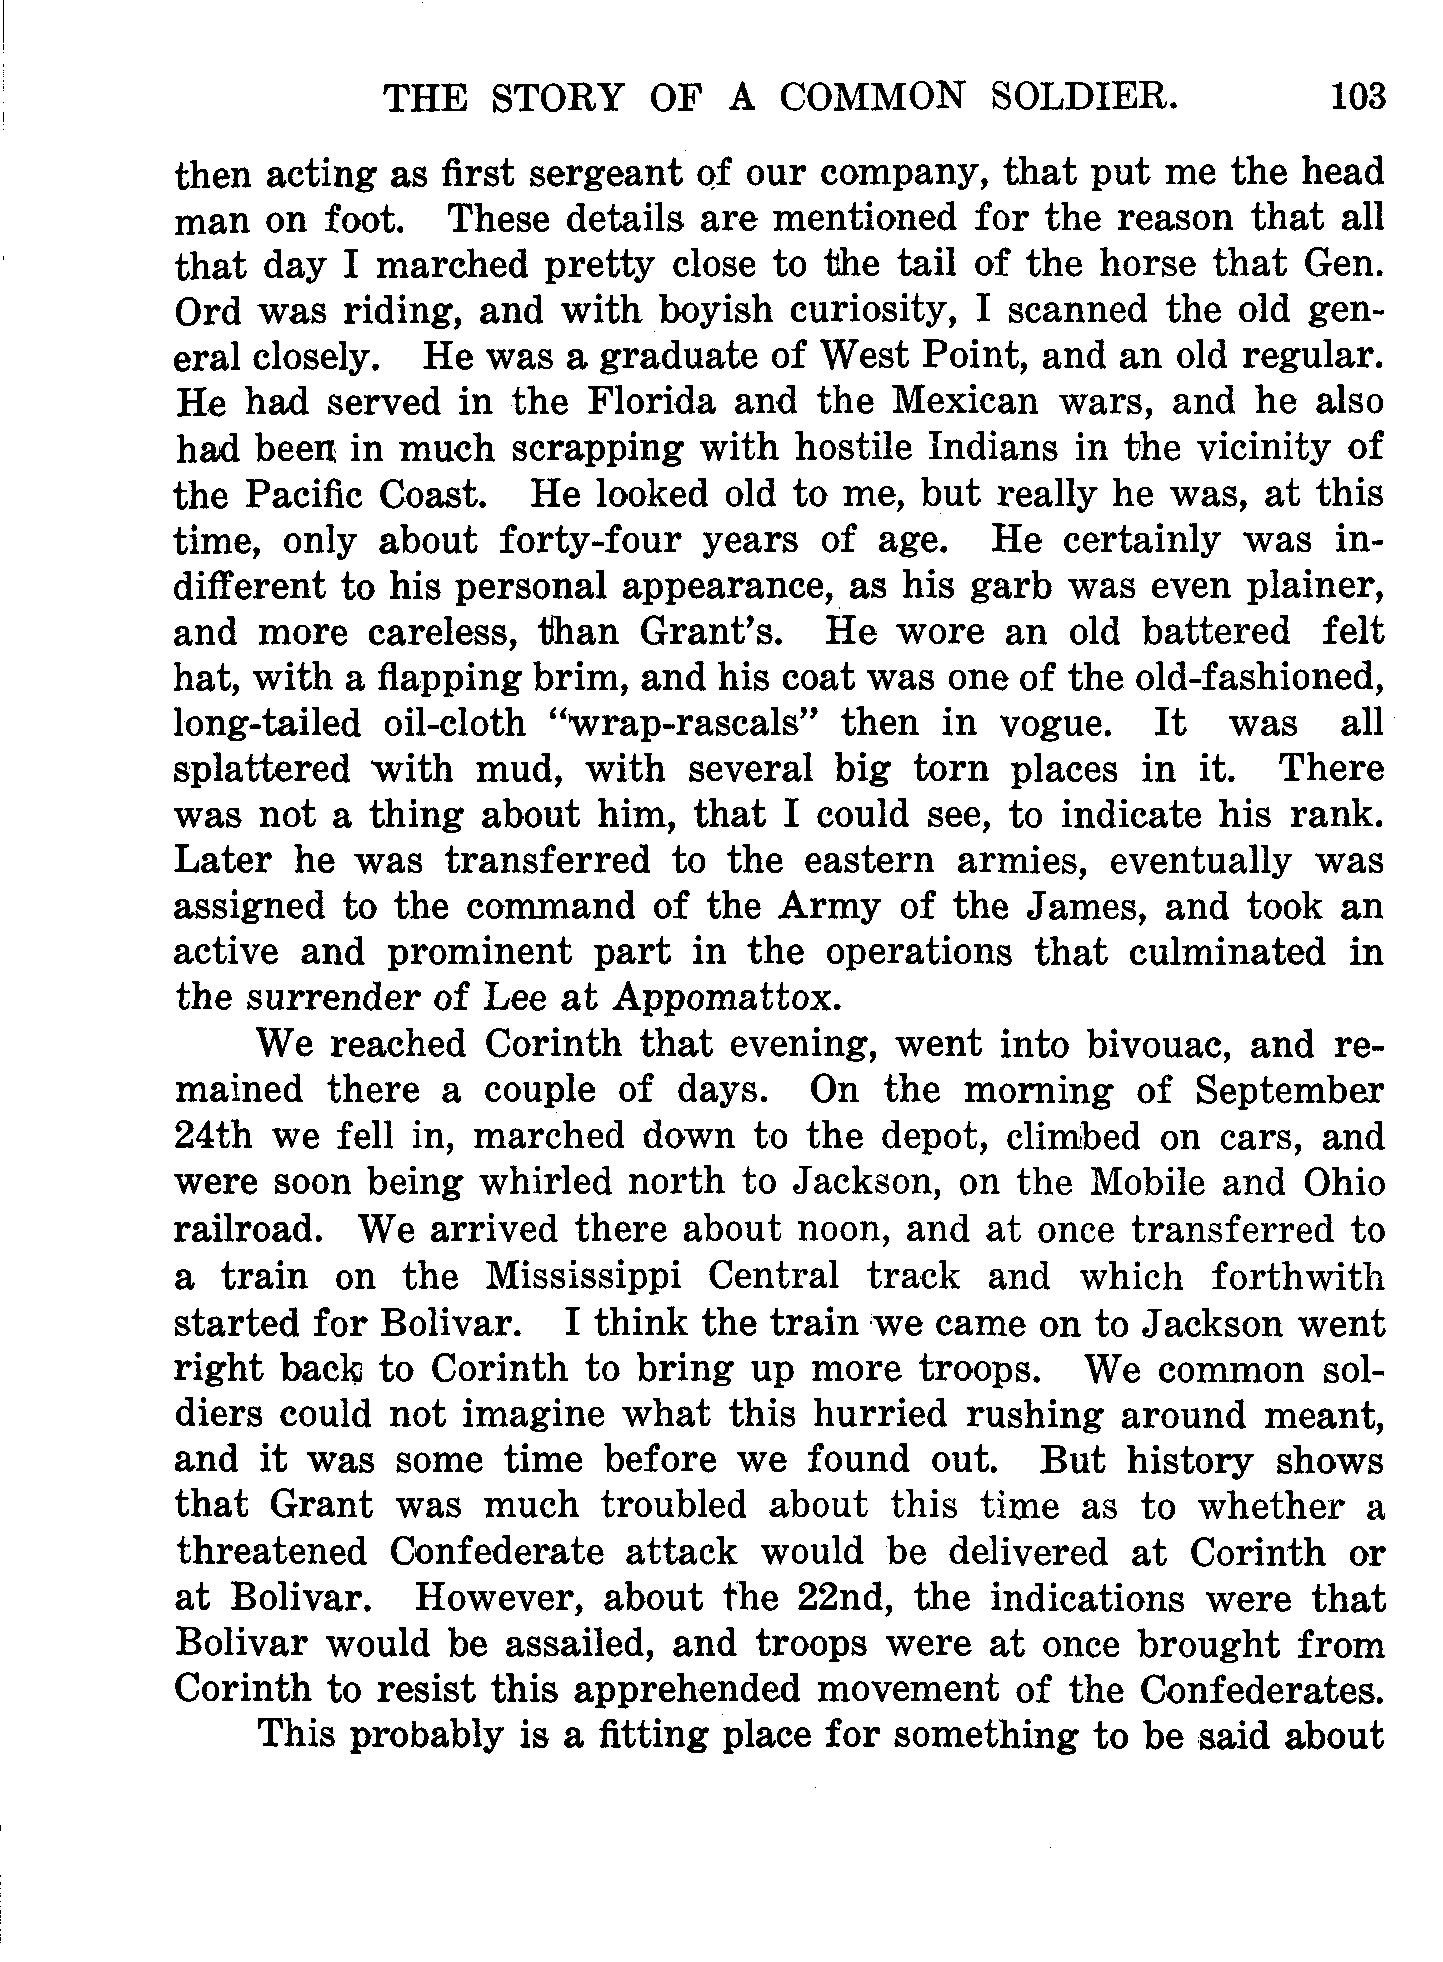 THE STORY OF A COMMON SOLDIER. 103
then acting as first sergeant of our company, that put me the head
man on foot. These details are mentioned for the reason that all
that day I marched pretty close to the tail of the horse that Gen.
Ord was riding, and with boyish curiosity, I scanned the old gen-
eral closely. He was a graduate of West Point, and an old regular.
He had served in the Florida and the Mexican wars, and he also
had been in much scrapping with hostile Indians in the vicinity of
the Pacific Coast. He looked old to me, but really he was, at this
time, only about forty-four years of age. He certainly was in-
different to his personal appearance, as his garb was even plainer,
and more careless, than Grant's. He wore an old battered felt
hat, with a flapping brim, and his coat was one of the old-fashioned,
long-tailed oil-cloth “wrap-rascals” then in vogue. It was all
splattered with mud, with several big torn places in it. There
was not a thing about him, that I could see, to indicate his rank.
Later he was transferred to the eastern armies, eventually was
assigned to the command of the Army of the James, and took an
active and prominent part in the operations that culminated in
the surrender of Lee at Appomattox.
We reached Corinth that evening, went into bivouac, and re-
mained there a couple of days. On the morning of September
24th we fell in, marched down to the depot, climbed on cars, and
were soon being whirled north to Jackson, on the Mobile and Ohio
railroad. We arrived there about noon, and at once transferred to
a train on the Mississippi Central track and which forthwith
started for Bolivar. I think the train we came on to Jackson went
right back to Corinth to bring up more troops. We common sol-
diers could not imagine what this hurried rushing around meant,
and it was some time before we found out. But history shows
that Grant was much troubled about this time as to whether a
threatened Confederate attack would be delivered at Corinth or
at Bolivar. However, about the 22nd, the indications were that
Bolivar would be assailed, and troops were at once brought from
Corinth to resist this apprehended movement of the Confederates.
This probably is a fitting place for something to be said about